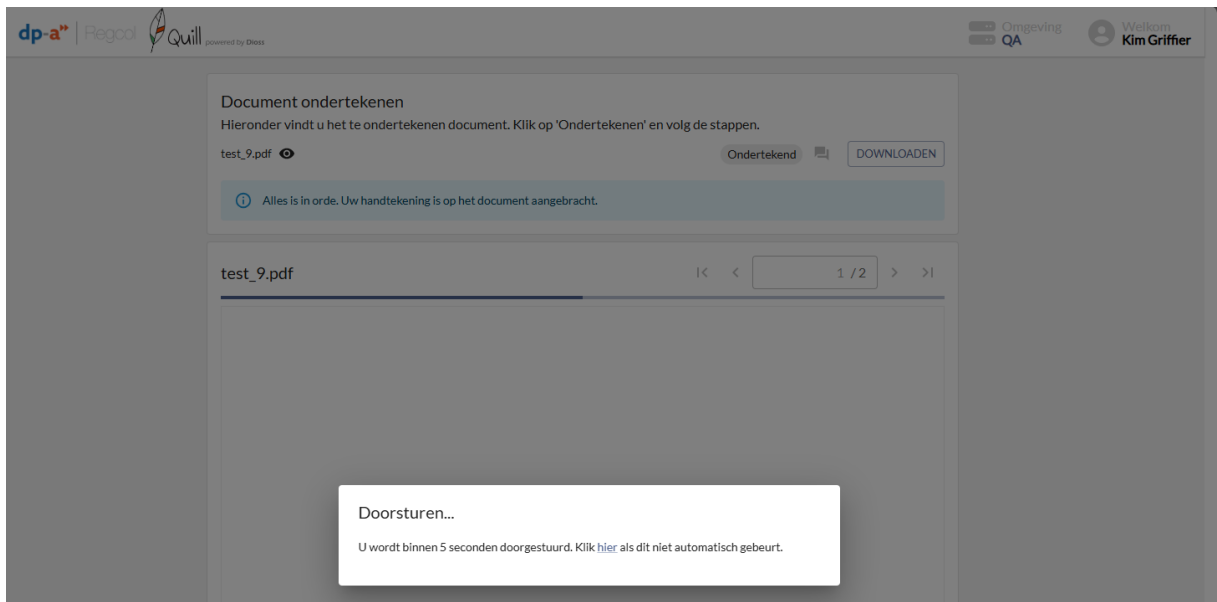 dp-a" Regcol Quill powered by Dioss
Omgeving
QA
Welkom
Kim Griffier
Document ondertekenen
Hieronder vindt u het te ondertekenen document. Klik op 'Ondertekenen' en volg de stappen.
test_9.pdf Ondertekend DOWNLOADEN
Alles is in orde. Uw handtekening is op het document aangebracht.
test_9.pdf 1 / 2
Doorsturen...
U wordt binnen 5 seconden doorgestuurd. Klik hier als dit niet automatisch gebeurt.